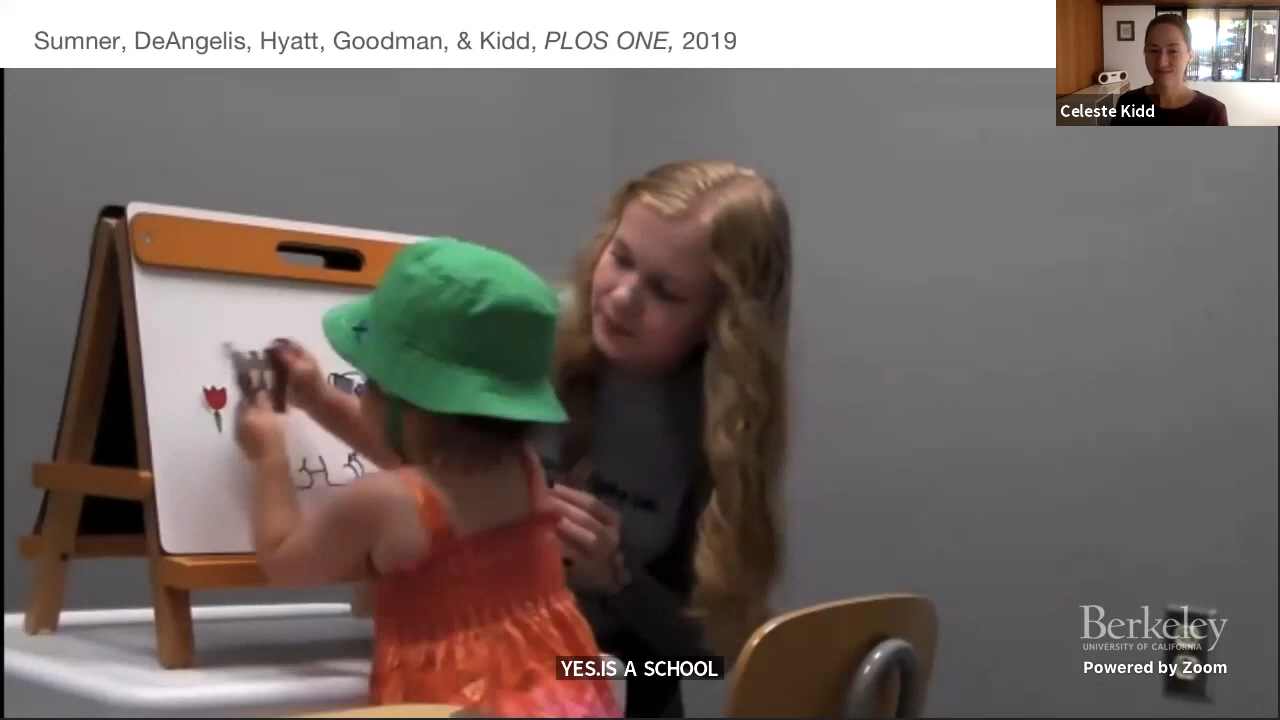 Sumner, DeAngelis, Hyatt, Goodman, & Kidd, PLOS ONE, 2019
Celeste Kidd
Berkeley
UNIVERSITY OF CALIFORNIA
Powered by Zoom
YES.IS A SCHOOL